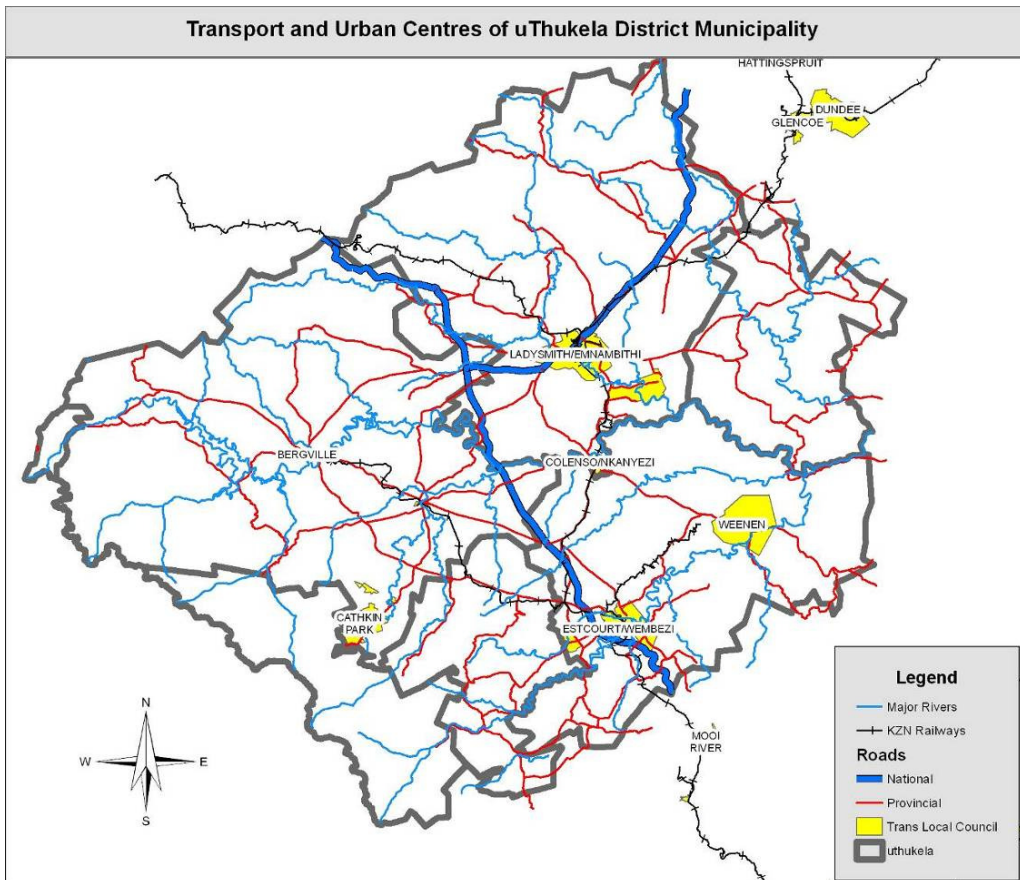 Transport and Urban Centres of uThukela District Municipality
HATTINGSPRUIT
DUNDEE
GLENCOE
LADYSMITH/EMNAMBITHI
BERGVILLE
COLENSO/NKANYEZI
WEENEN
CATHKIN
PARK
ESTCOURT/WEMBEZI
MOOI
RIVER
N
W
E
S
Legend
Major Rivers
KZN Railways
Roads
National
Provincial
Trans Local Council
uthukela